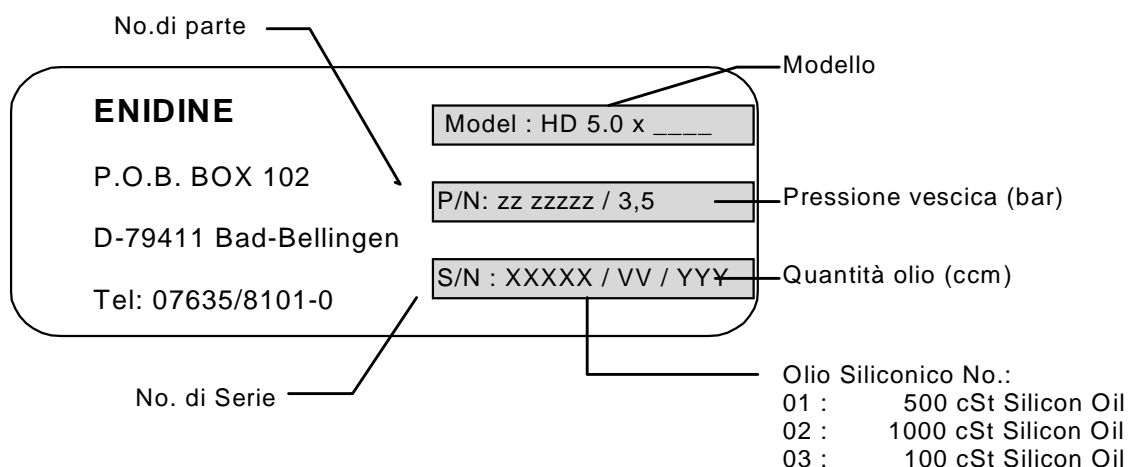 No.di parte
Modello
ENIDINE
Model : HD 5.0 x ____
P.O.B. BOX 102
P/N: zz zzzzz / 3,5
Pressione vescica (bar)
D-79411 Bad-Bellingen
S/N : XXXXX / VV / YYY
Quantità olio (ccm)
Tel: 07635/8101-0
No. di Serie
Olio Siliconico No.:
01 : 500 cSt Silicon Oil
02 : 1000 cSt Silicon Oil
03 : 100 cSt Silicon Oil